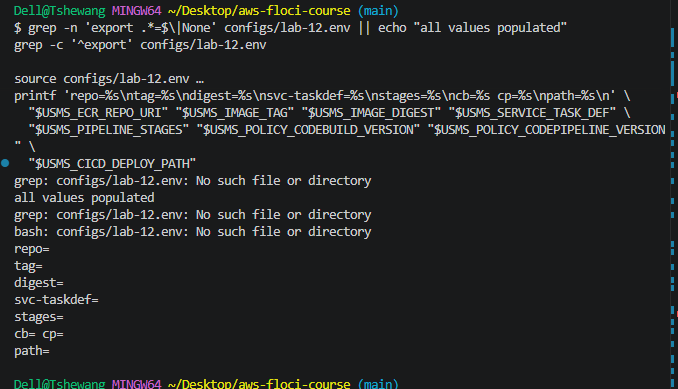 Dell@Tshewang MINGW64 ~/Desktop/aws-floci-course (main)
$ grep -n 'export .*=$\|None' configs/lab-12.env || echo "all values populated"
grep -c '^export' configs/lab-12.env

source configs/lab-12.env …
printf 'repo=%s\ntag=%s\ndigest=%s\nsvc-taskdef=%s\nstages=%s\ncb=%s cp=%s\npath=%s\n' \
  "$USMS_ECR_REPO_URI" "$USMS_IMAGE_TAG" "$USMS_IMAGE_DIGEST" "$USMS_SERVICE_TASK_DEF" \
  "$USMS_PIPELINE_STAGES" "$USMS_POLICY_CODEBUILD_VERSION" "$USMS_POLICY_CODEPIPELINE_VERSION
" \
  "$USMS_CICD_DEPLOY_PATH"
grep: configs/lab-12.env: No such file or directory
all values populated
grep: configs/lab-12.env: No such file or directory
bash: configs/lab-12.env: No such file or directory
repo=
tag=
digest=
svc-taskdef=
stages=
cb= cp=
path=

Dell@Tshewang MINGW64 ~/Desktop/aws-floci-course (main)